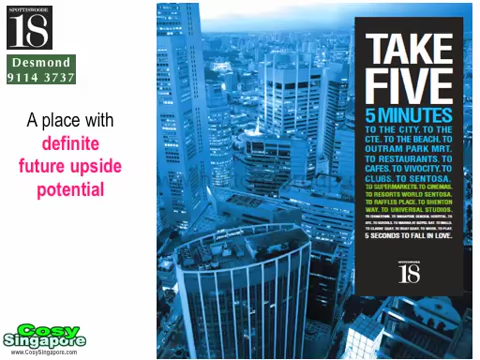 SPOTTISWOODE
18
Desmond
9114 3737
A place with
definite
future upside
potential
Cosy
Singapore
www.CosySingapore.com
TAKE
FIVE
5 MINUTES
TO THE CITY. TO THE
CTE. TO THE BEACH. TO
OUTRAM PARK MRT. TO
TO RESTAURANTS. TO
CAFES. TO VIVOCITY. TO
CLUBS. TO SENTOSA.
TO SUPERMARKETS. TO CINEMAS.
TO RESORTS WORLD SENTOSA.
TO RAFFLES PLACE. TO SHENTON
WAY. TO UNIVERSAL STUDIOS.
5 SECONDS TO FALL IN LOVE.
SPOTTISWOODE
18